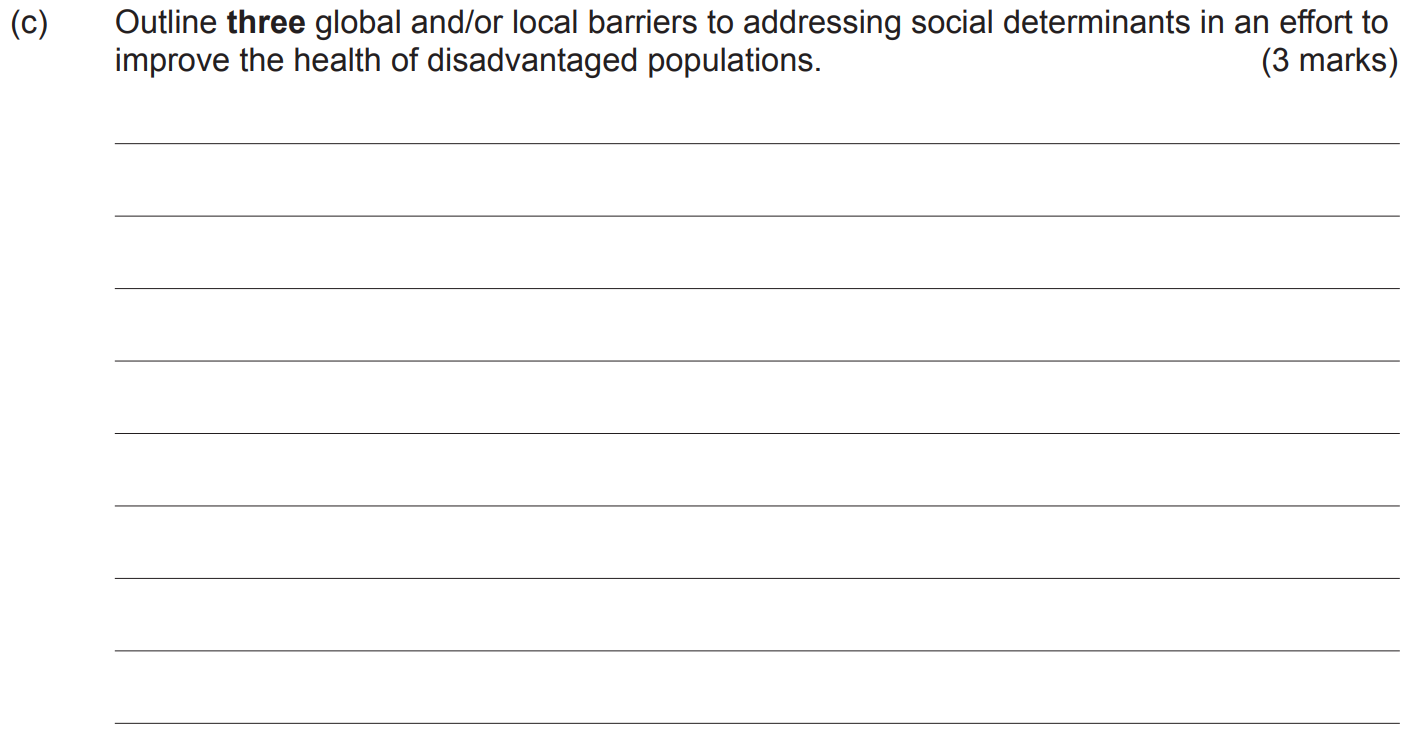 (c) Outline three global and/or local barriers to addressing social determinants in an effort to
improve the health of disadvantaged populations. (3 marks)